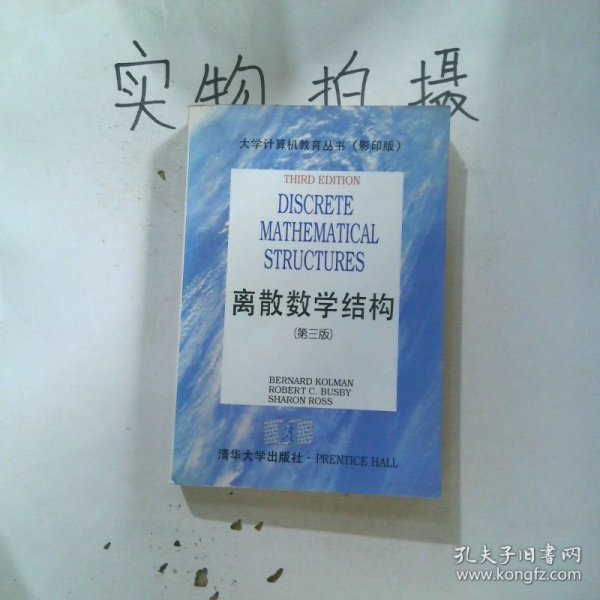 实物拍摄
大学计算机教育丛书（影印版）
THIRD EDITION
DISCRETE
MATHEMATICAL
STRUCTURES
离散数学结构
(第三版)
BERNARD KOLMAN
ROBERT C. BUSBY
SHARON ROSS
清华大学出版社·PRENTICE HALL
孔夫子旧书网
www.kongfz.com